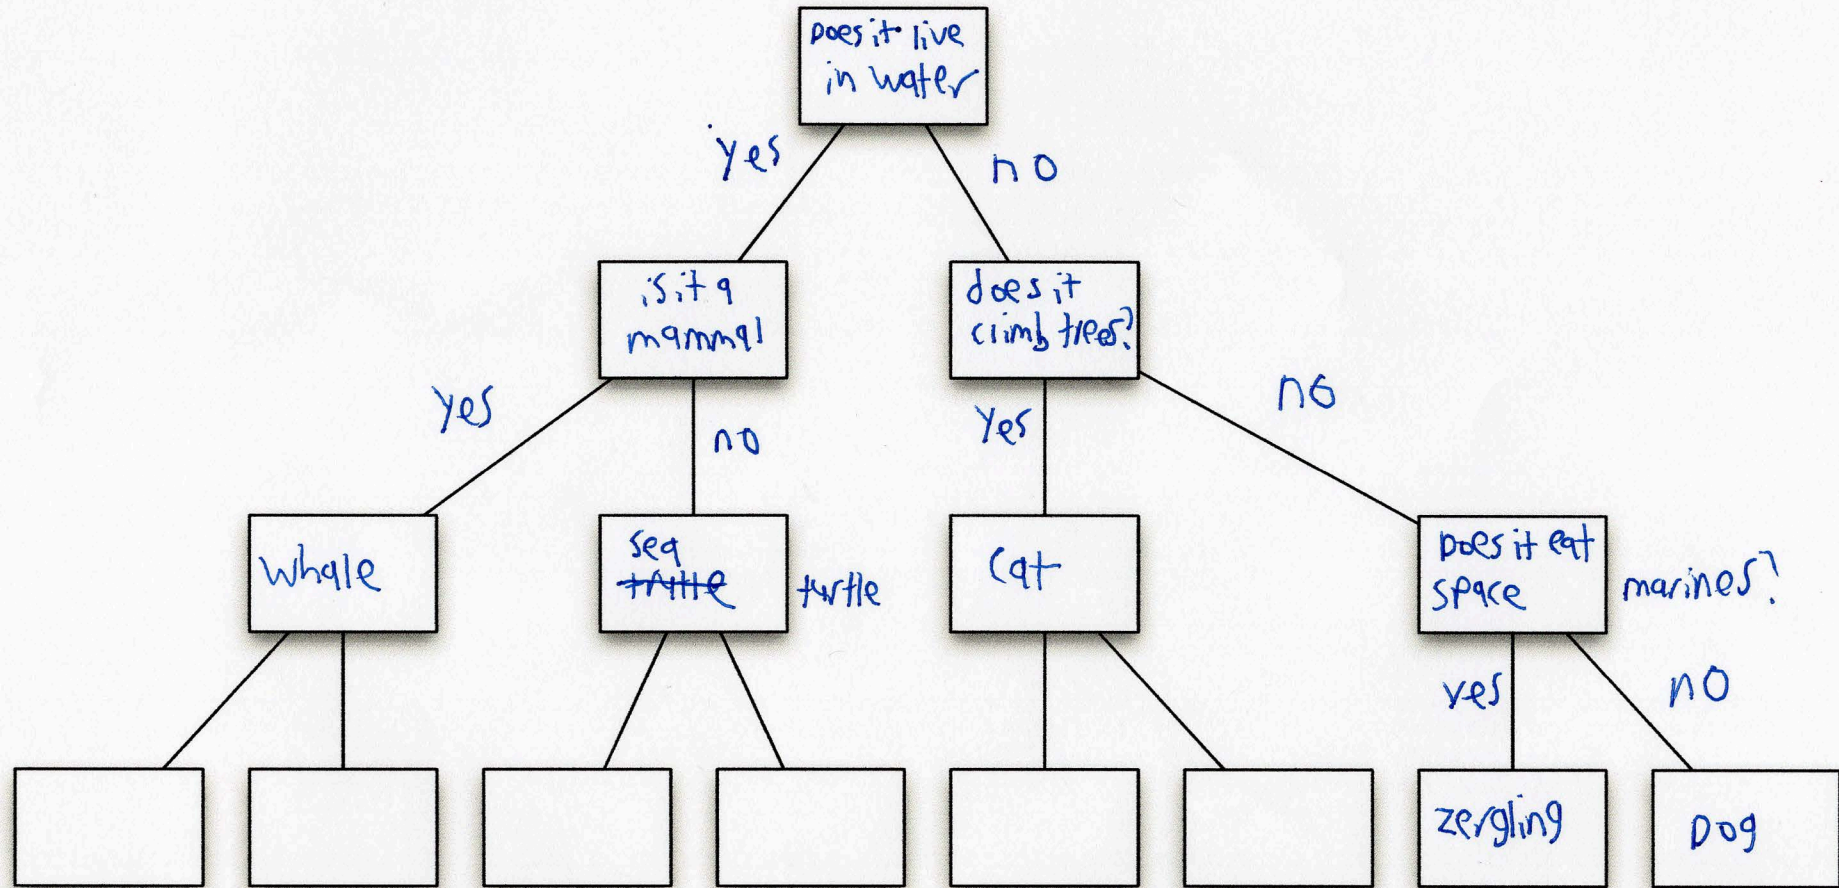 Does it live
in water
yes
no
is it a
mammal
does it
climb trees?
yes
no
yes
no
whale
sea
turtle
cat
Does it eat
space marines?
yes
no
zergling
Dog